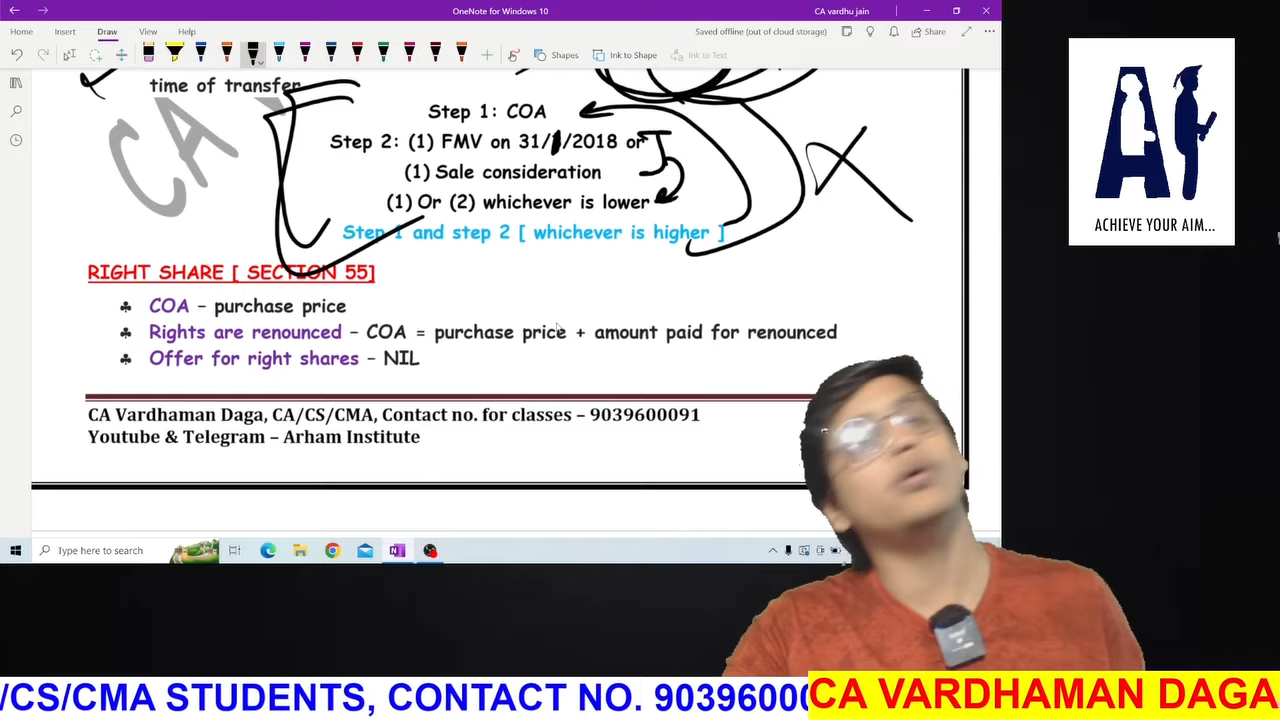 OneNote for Windows 10
CA vardhu jain
Home Insert Draw View Help
Saved offline (out of cloud storage)
Share
Shapes
Ink to Shape
Ink to Text
time of transfer
CA
Step 1: COA
Step 2: (1) FMV on 31/1/2018 or
(1) Sale consideration
(1) Or (2) whichever is lower
Step 1 and step 2 [ whichever is higher ]
RIGHT SHARE [ SECTION 55]
COA – purchase price
Rights are renounced – COA = purchase price + amount paid for renounced
Offer for right shares – NIL
CA Vardhaman Daga, CA/CS/CMA, Contact no. for classes – 9039600091
Youtube & Telegram – Arham Institute
Type here to search
AI
ACHIEVE YOUR AIM...
/CS/CMA STUDENTS, CONTACT NO. 90396000
CA VARDHAMAN DAGA